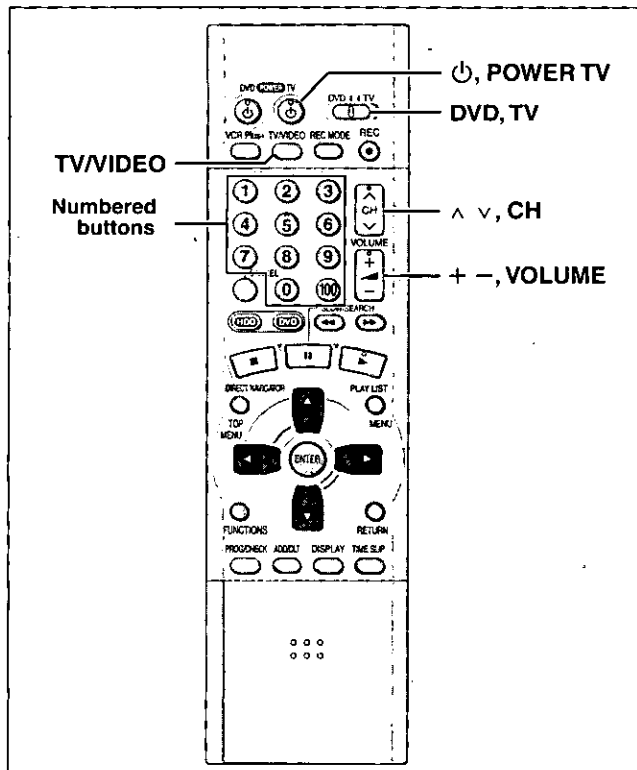 DVD POWER TV
⏻, POWER TV
DVD TV
DVD, TV
VCR Plus+ TV/VIDEO REC MODE REC
TV/VIDEO
Numbered
buttons
1 2 3
4 5 6
7 8 9
0 100
CH
∧ ∨, CH
VOLUME
+
−
+ −, VOLUME
HDD DVD
SLOW/SEARCH
DIRECT NAVIGATOR PLAY LIST
TOP
MENU
MENU
ENTER
FUNCTIONS RETURN
PROG/CHECK ADD/DLT DISPLAY TIME SLIP